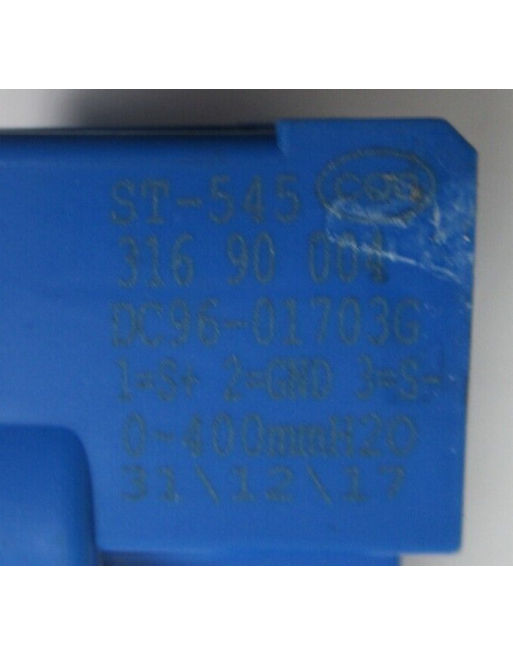 ST-545
316 90 004
DC96-01703G
1=S+ 2=GND 3=S-
0-400mmH2O
31\12\17